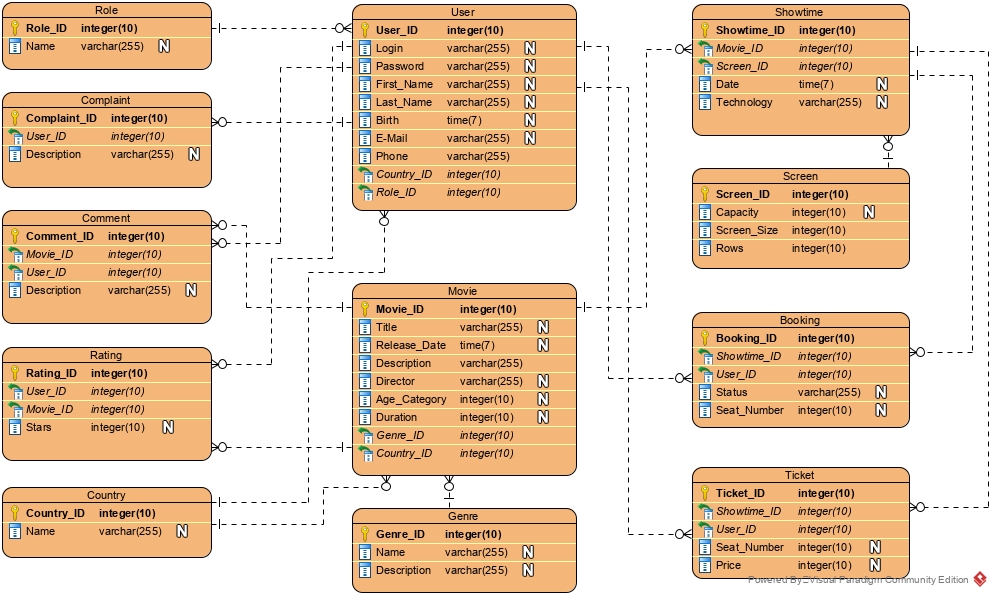 Role
Role_ID integer(10)
Name varchar(255) N
Complaint
Complaint_ID integer(10)
User_ID integer(10)
Description varchar(255) N
Comment
Comment_ID integer(10)
Movie_ID integer(10)
User_ID integer(10)
Description varchar(255) N
Rating
Rating_ID integer(10)
User_ID integer(10)
Movie_ID integer(10)
Stars integer(10) N
Country
Country_ID integer(10)
Name varchar(255) N
User
User_ID integer(10)
Login varchar(255) N
Password varchar(255) N
First_Name varchar(255) N
Last_Name varchar(255) N
Birth time(7) N
E-Mail varchar(255) N
Phone varchar(255)
Country_ID integer(10)
Role_ID integer(10)
Movie
Movie_ID integer(10)
Title varchar(255) N
Release_Date time(7) N
Description varchar(255)
Director varchar(255) N
Age_Category integer(10) N
Duration integer(10) N
Genre_ID integer(10)
Country_ID integer(10)
Genre
Genre_ID integer(10)
Name varchar(255) N
Description varchar(255) N
Showtime
Showtime_ID integer(10)
Movie_ID integer(10)
Screen_ID integer(10)
Date time(7) N
Technology varchar(255) N
Screen
Screen_ID integer(10)
Capacity integer(10) N
Screen_Size integer(10)
Rows integer(10)
Booking
Booking_ID integer(10)
Showtime_ID integer(10)
User_ID integer(10)
Status varchar(255) N
Seat_Number integer(10) N
Ticket
Ticket_ID integer(10)
Showtime_ID integer(10)
User_ID integer(10)
Seat_Number integer(10) N
Price integer(10) N
Powered By Visual Paradigm Community Edition